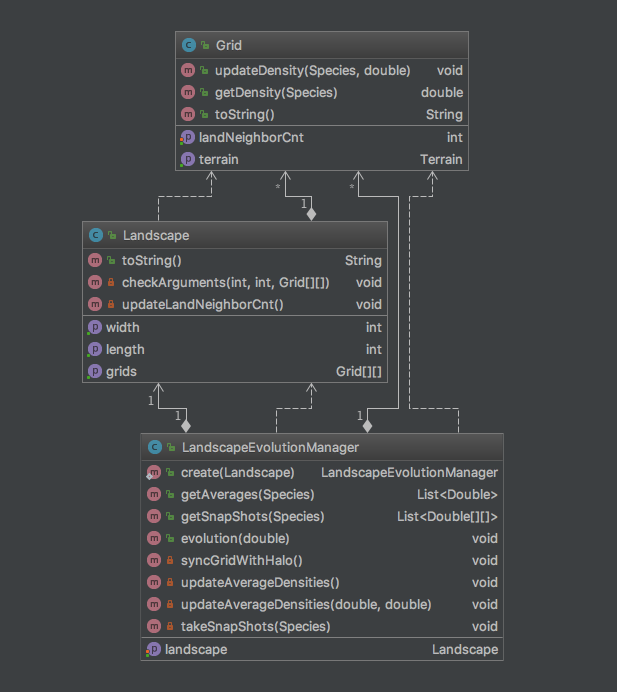 Grid
updateDensity(Species, double) void
getDensity(Species) double
toString() String
landNeighborCnt int
terrain Terrain
* *
1
Landscape
toString() String
checkArguments(int, int, Grid[][]) void
updateLandNeighborCnt() void
width int
length int
grids Grid[][]
1
1 1
LandscapeEvolutionManager
create(Landscape) LandscapeEvolutionManager
getAverages(Species) List<Double>
getSnapShots(Species) List<Double[][]>
evolution(double) void
syncGridWithHalo() void
updateAverageDensities() void
updateAverageDensities(double, double) void
takeSnapShots(Species) void
landscape Landscape